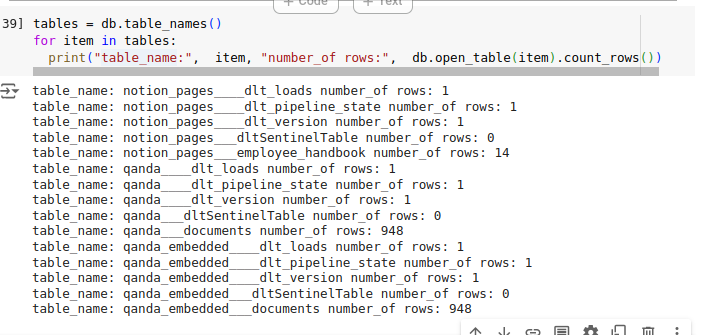 + Code + Text
39] tables = db.table_names()
for item in tables:
print("table_name:", item, "number_of rows:", db.open_table(item).count_rows())
table_name: notion_pages____dlt_loads number_of rows: 1
table_name: notion_pages____dlt_pipeline_state number_of rows: 1
table_name: notion_pages____dlt_version number_of rows: 1
table_name: notion_pages___dltSentinelTable number_of rows: 0
table_name: notion_pages___employee_handbook number_of rows: 14
table_name: qanda____dlt_loads number_of rows: 1
table_name: qanda____dlt_pipeline_state number_of rows: 1
table_name: qanda____dlt_version number_of rows: 1
table_name: qanda___dltSentinelTable number_of rows: 0
table_name: qanda___documents number_of rows: 948
table_name: qanda_embedded____dlt_loads number_of rows: 1
table_name: qanda_embedded____dlt_pipeline_state number_of rows: 1
table_name: qanda_embedded____dlt_version number_of rows: 1
table_name: qanda_embedded___dltSentinelTable number_of rows: 0
table_name: qanda_embedded___documents number_of rows: 948